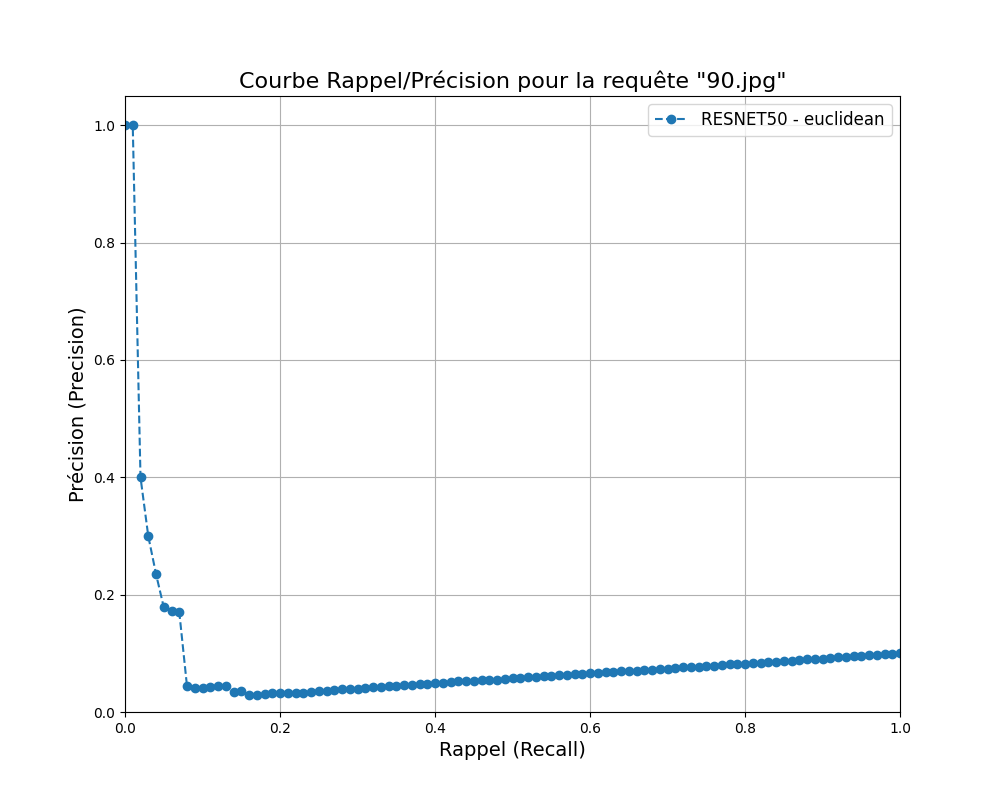 Courbe Rappel/Précision pour la requête "90.jpg"
RESNET50 - euclidean
Précision (Precision)
1.0
0.8
0.6
0.4
0.2
0.0
0.0 0.2 0.4 0.6 0.8 1.0
Rappel (Recall)